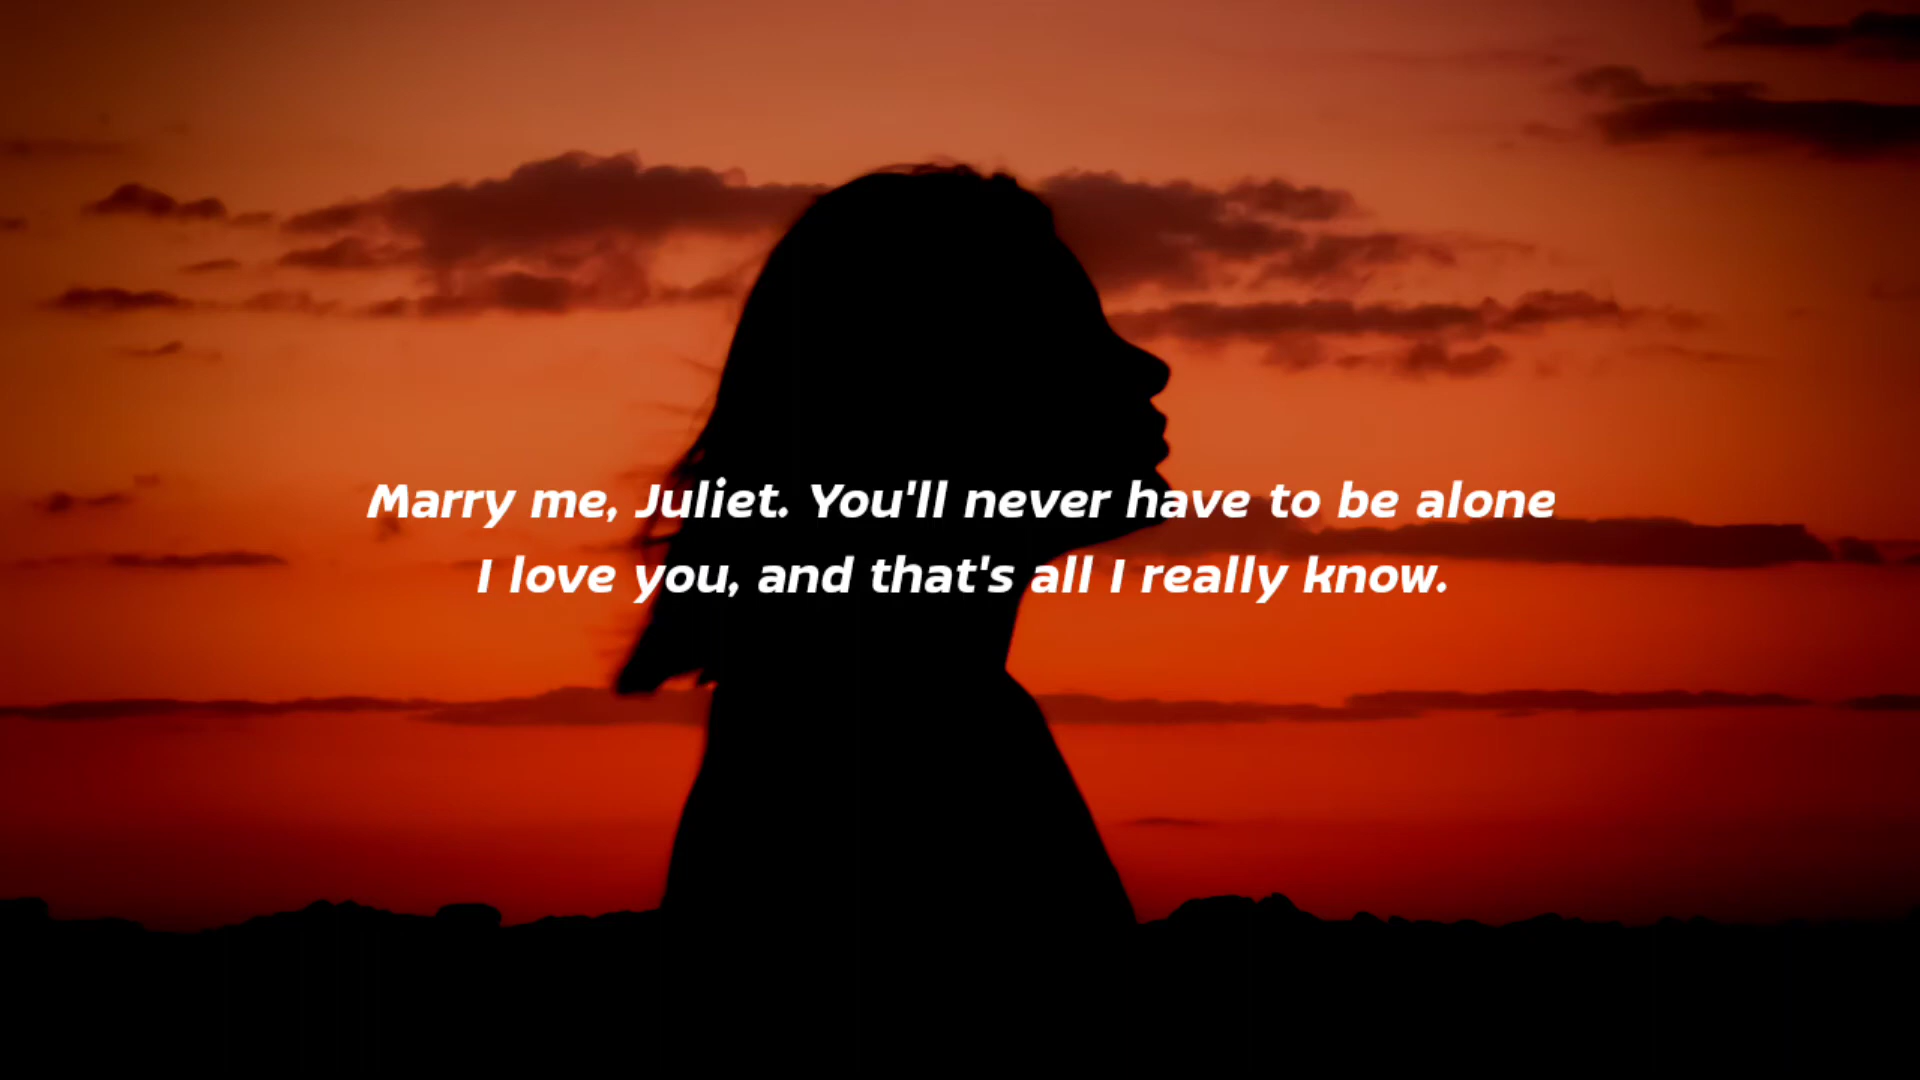 Marry me, Juliet. You'll never have to be alone
I love you, and that's all I really know.